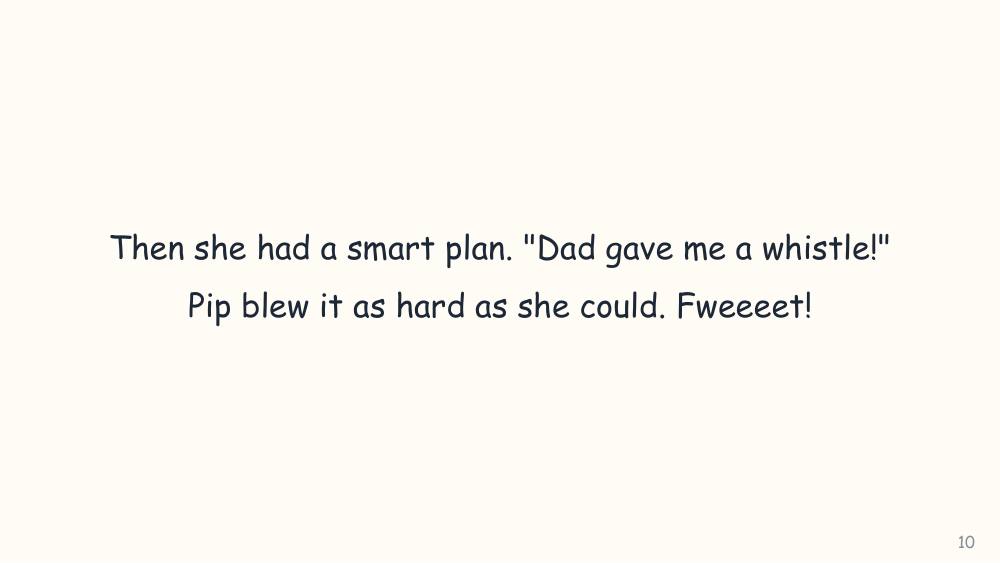 Then she had a smart plan. "Dad gave me a whistle!"
Pip blew it as hard as she could. Fweeeet!
10